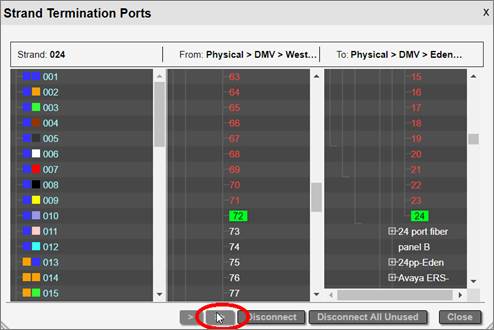 Strand Termination Ports X
Strand: 024 From: Physical > DMV > West... To: Physical > DMV > Eden...
001 63 15
002 64 16
003 65 17
004 66 18
005 67 19
006 68 20
007 69 21
008 70 22
009 71 23
010 72 24
011 73 24 port fiber
012 74 panel B
013 75 24pp-Eden
014 76 Avaya ERS-
015 77
> Disconnect Disconnect All Unused Close